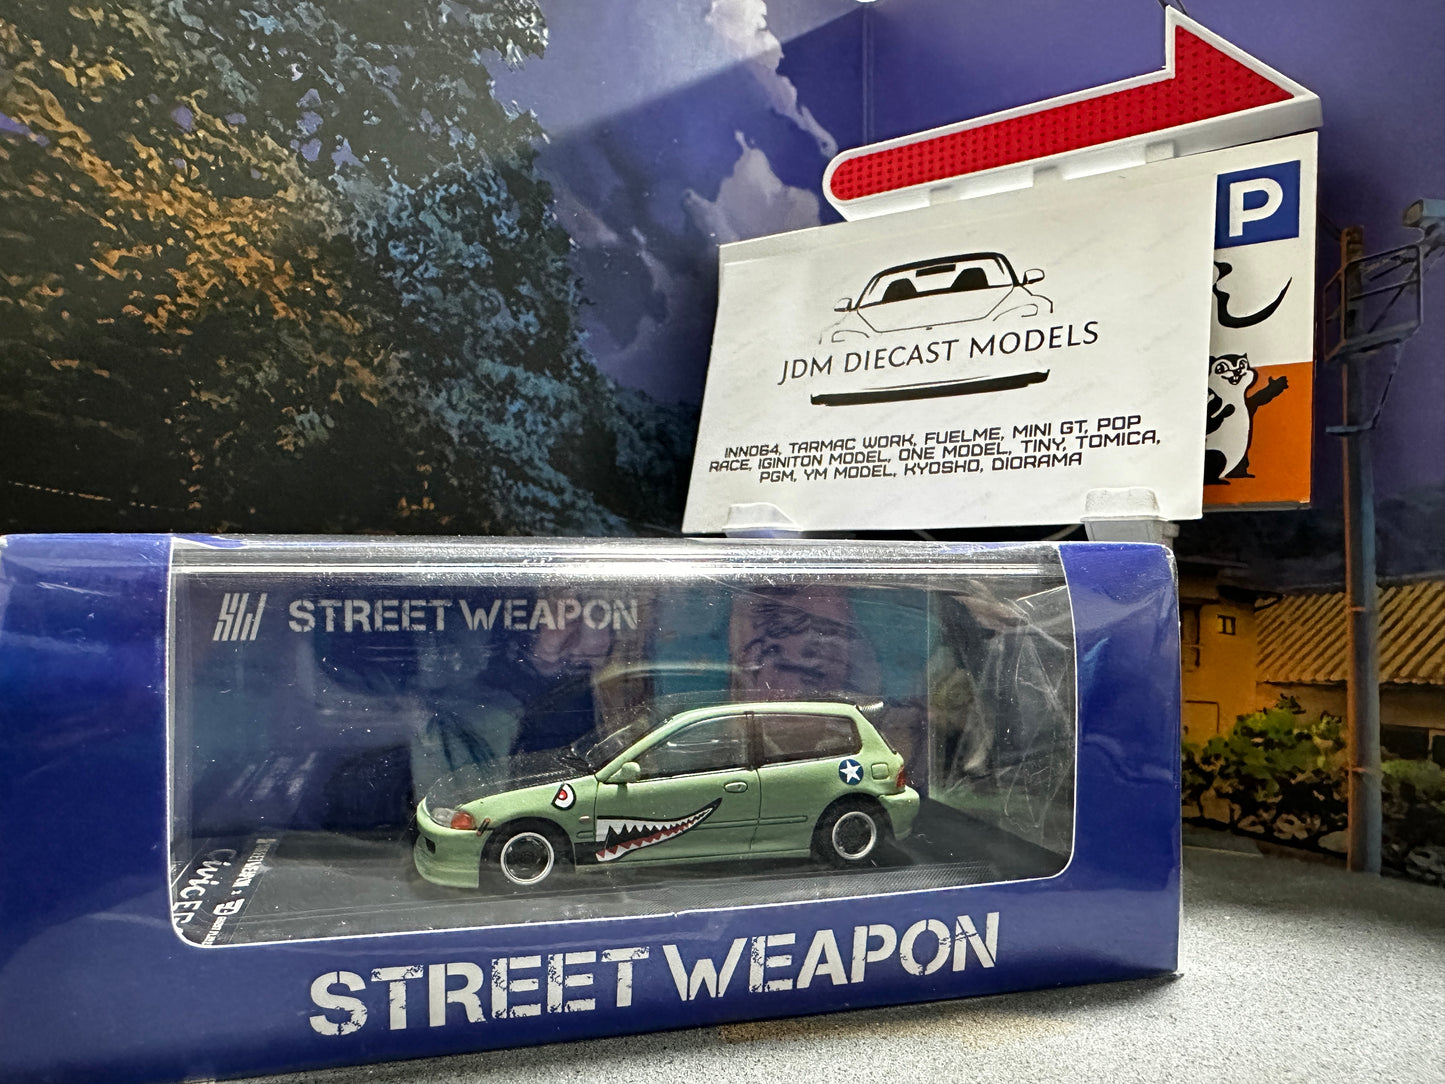 P
JDM DIECAST MODELS
INNO64, TARMAC WORK, FUELME, MINI GT, POP
RACE, IGINITON MODEL, ONE MODEL, TINY, TOMICA,
PGM, YM MODEL, KYOSHO, DIORAMA
SW STREET WEAPON
STREET WEAPON